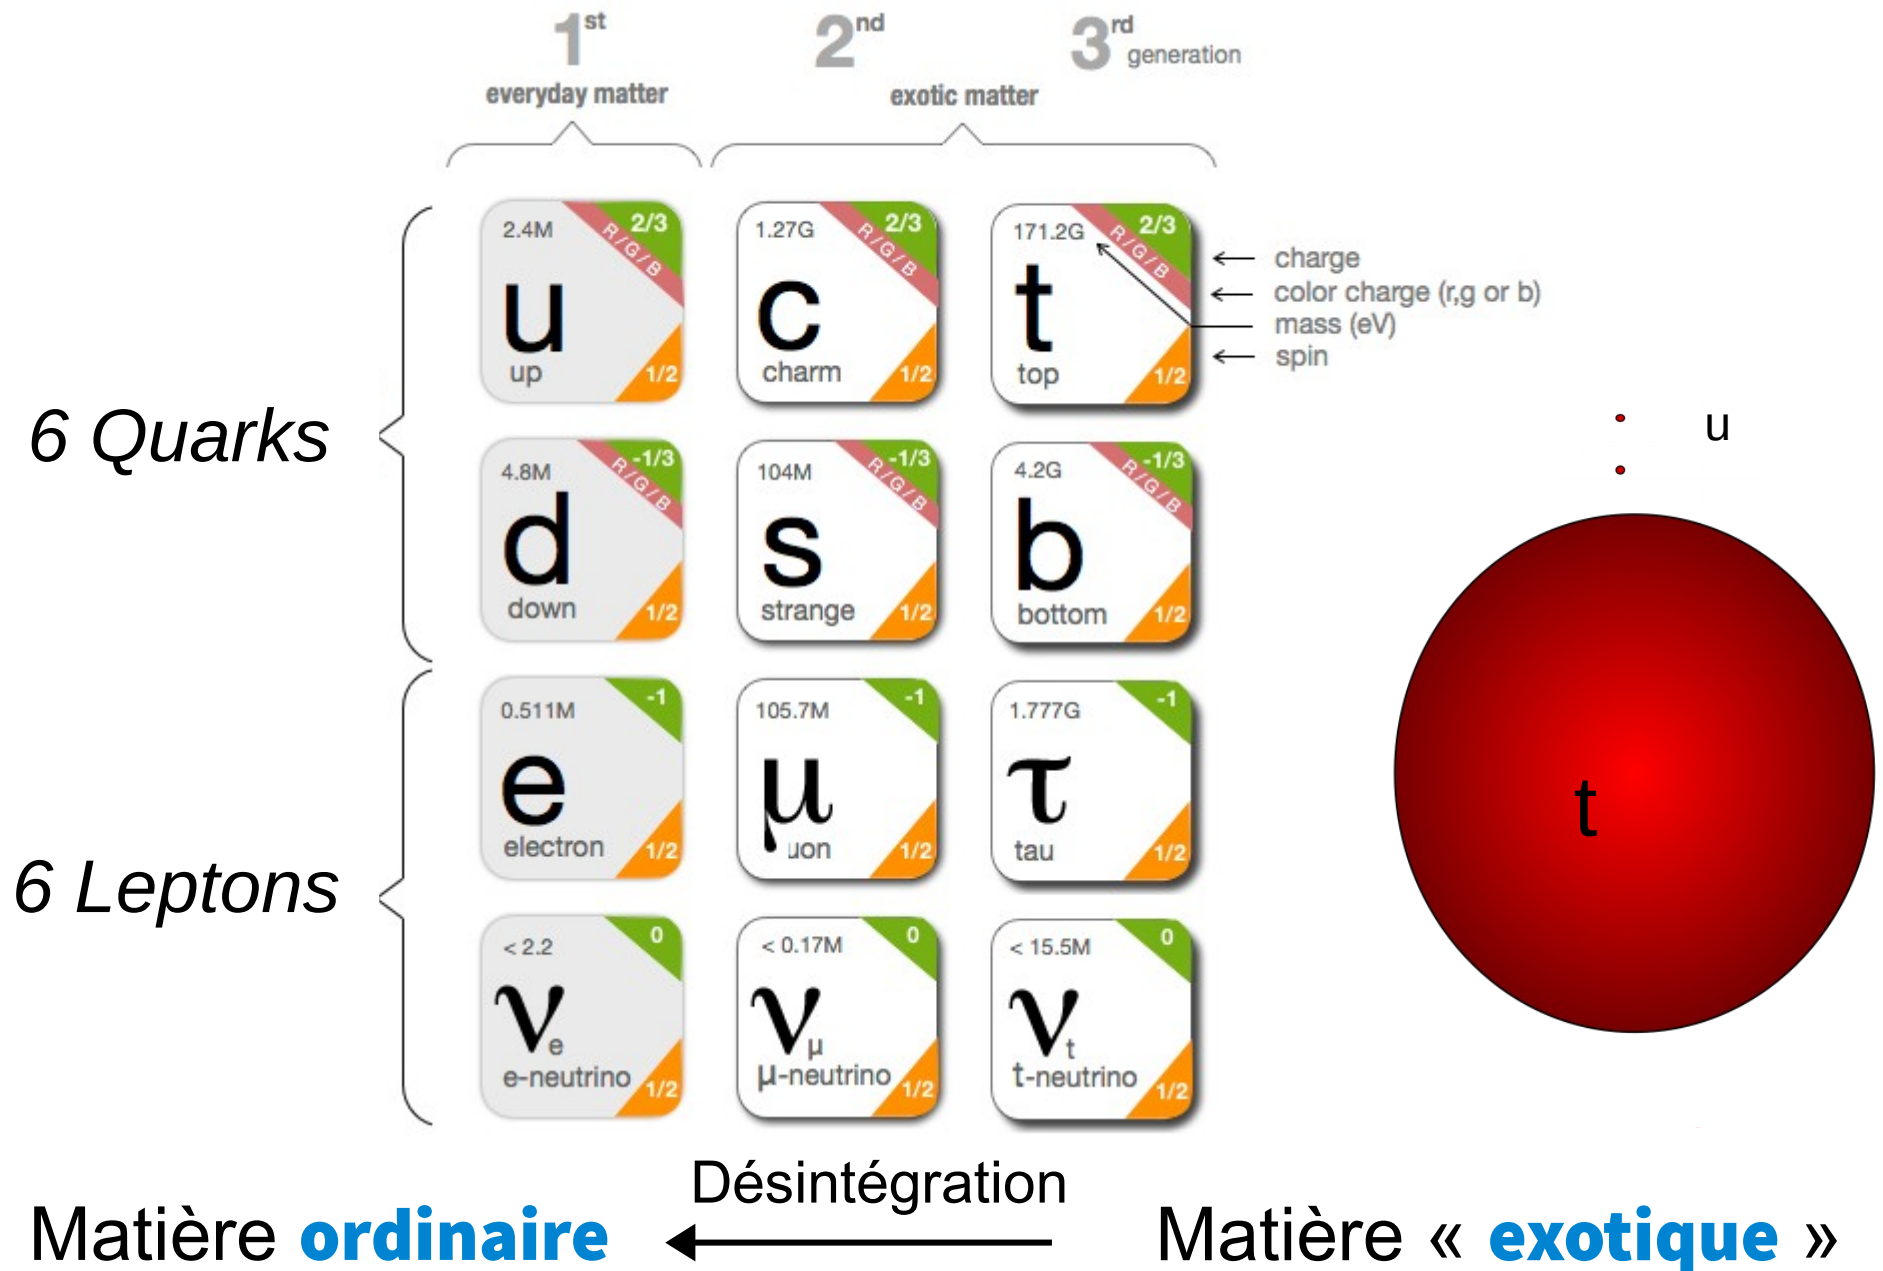 1st
2nd
3rd generation
everyday matter
exotic matter
6 Quarks
2.4M
2/3
R/G/B
u
up
1/2
1.27G
2/3
R/G/B
c
charm
1/2
171.2G
2/3
R/G/B
t
top
1/2
charge
color charge (r,g or b)
mass (eV)
spin
4.8M
-1/3
R/G/B
d
down
1/2
104M
-1/3
R/G/B
s
strange
1/2
4.2G
-1/3
R/G/B
b
bottom
1/2
u
t
6 Leptons
0.511M
-1
e
electron
1/2
105.7M
-1
μ
uon
1/2
1.777G
-1
τ
tau
1/2
< 2.2
0
νe
e-neutrino
1/2
< 0.17M
0
νμ
μ-neutrino
1/2
< 15.5M
0
νt
t-neutrino
1/2
Désintégration
Matière ordinaire
Matière « exotique »